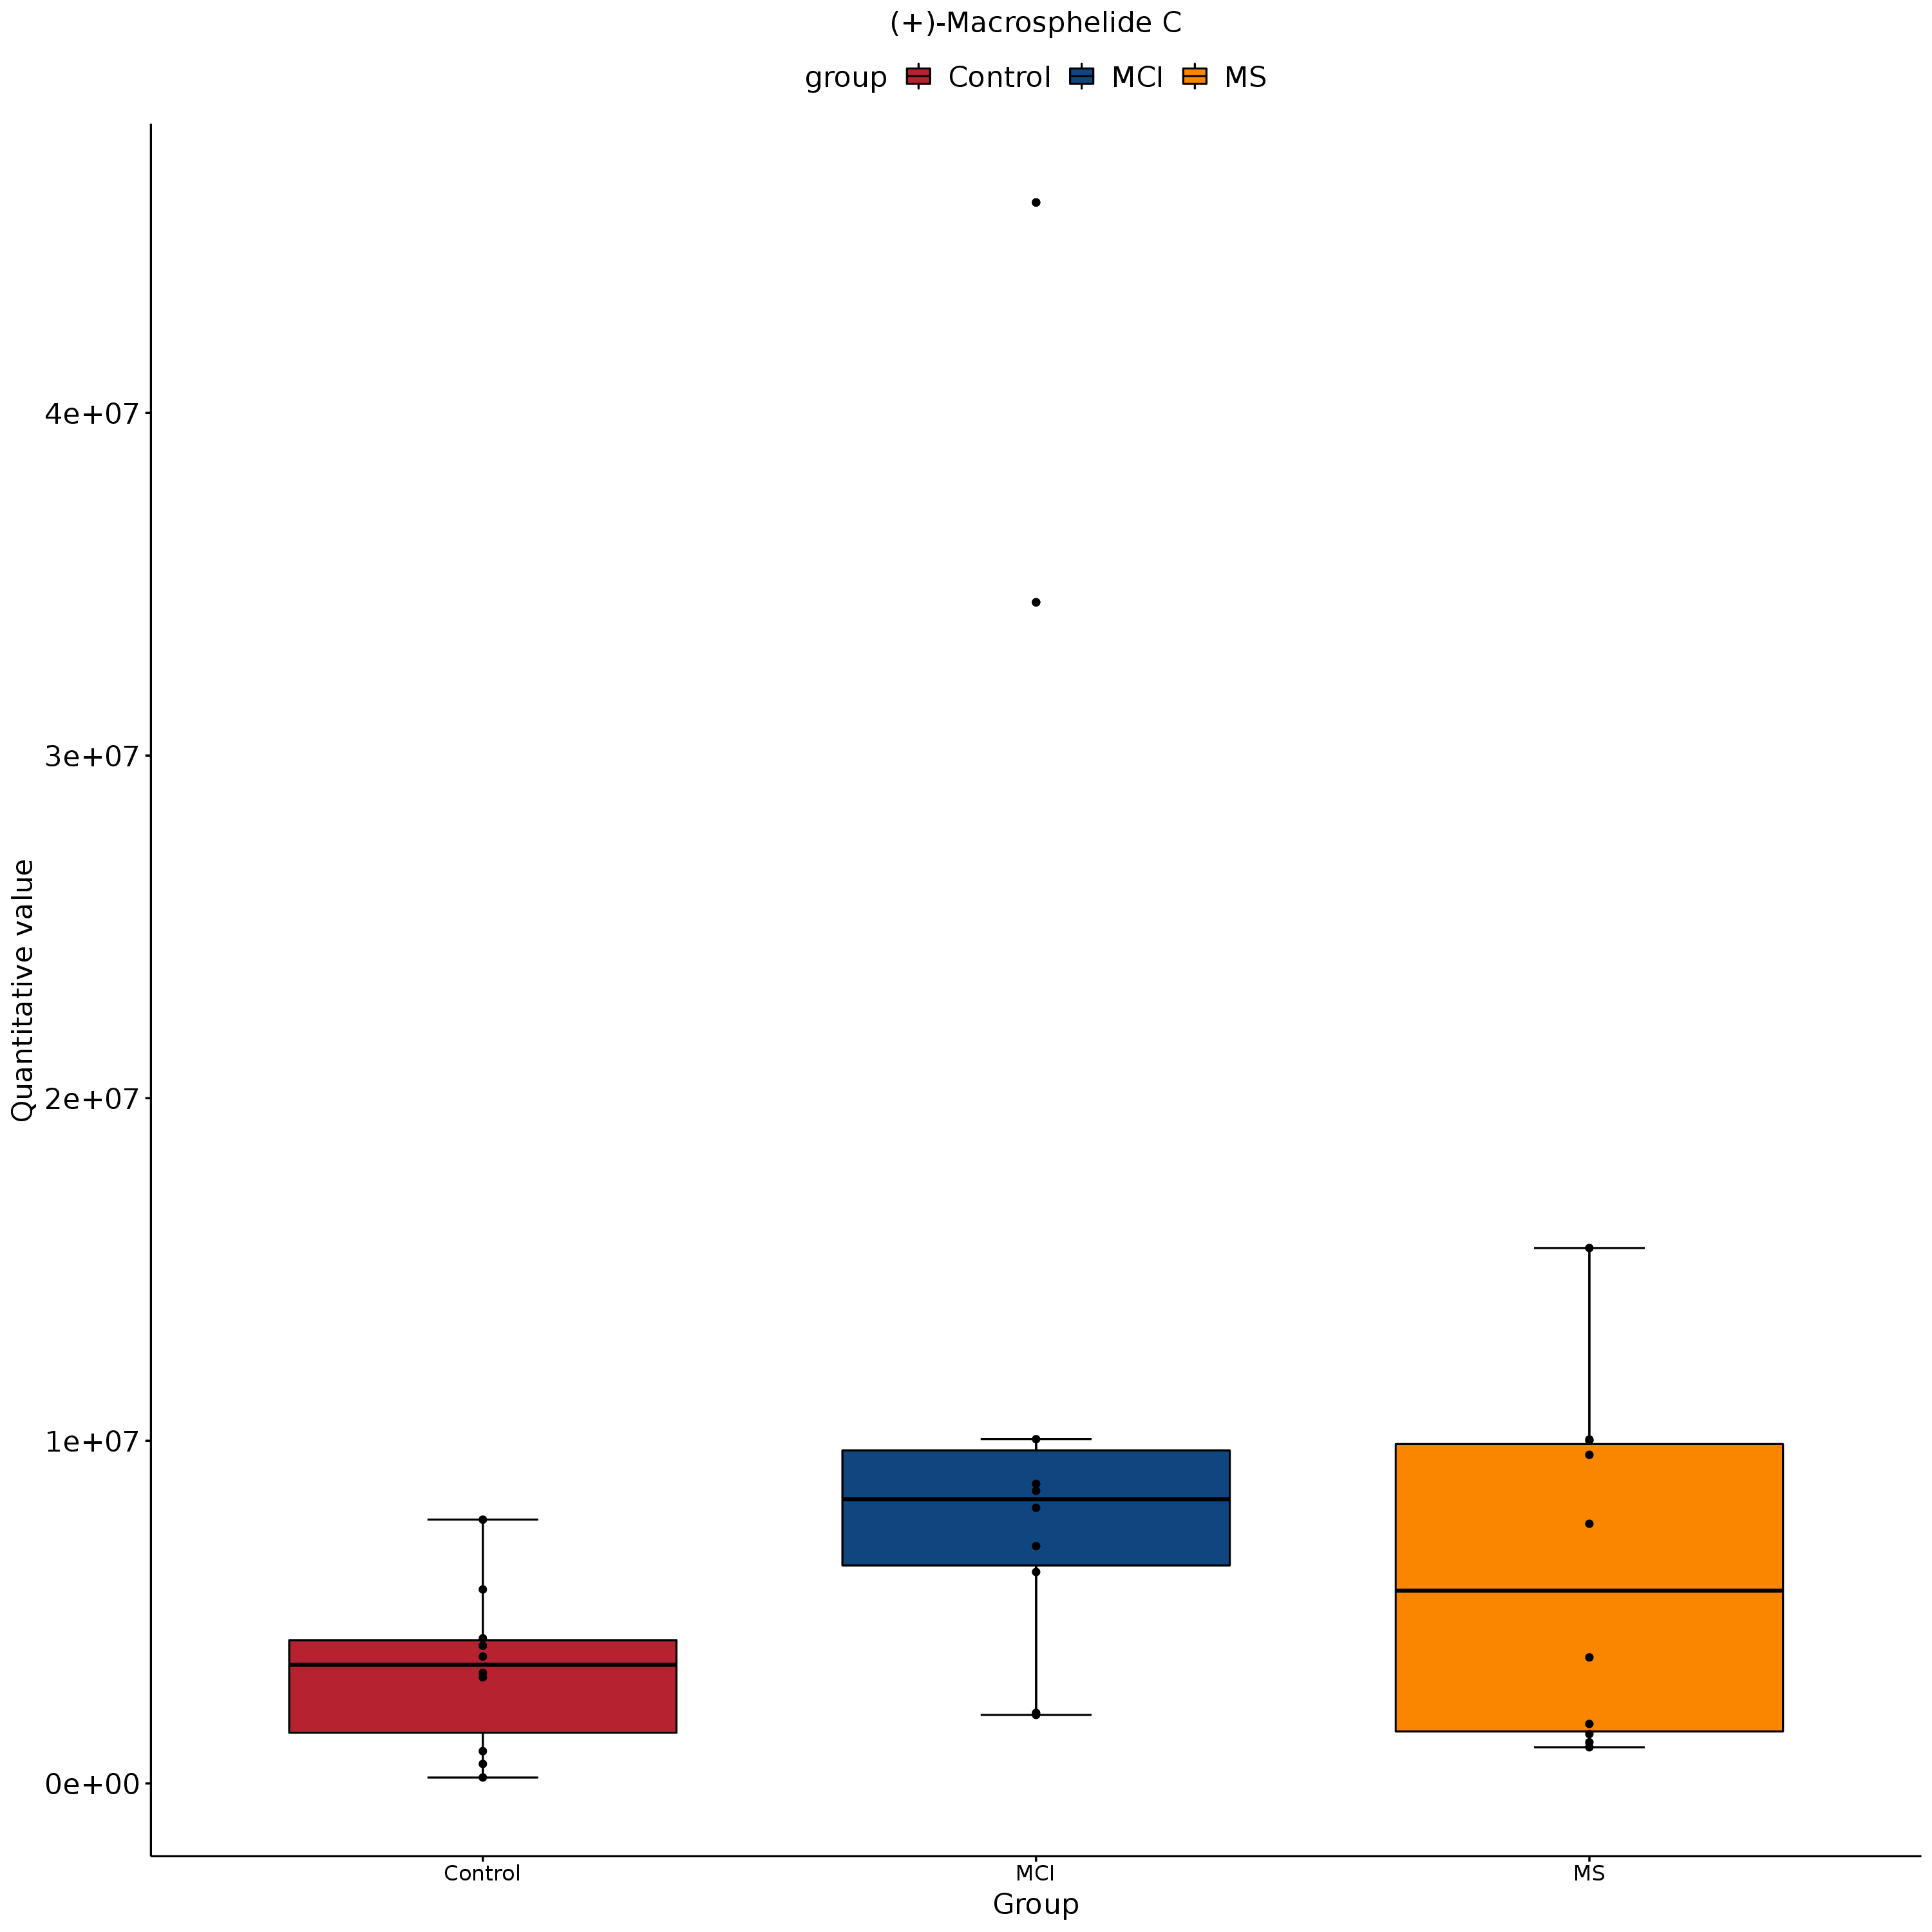 (+)-Macrosphelide C
group Control MCI MS
Quantitative value
4e+07
3e+07
2e+07
1e+07
0e+00
Control MCI MS
Group